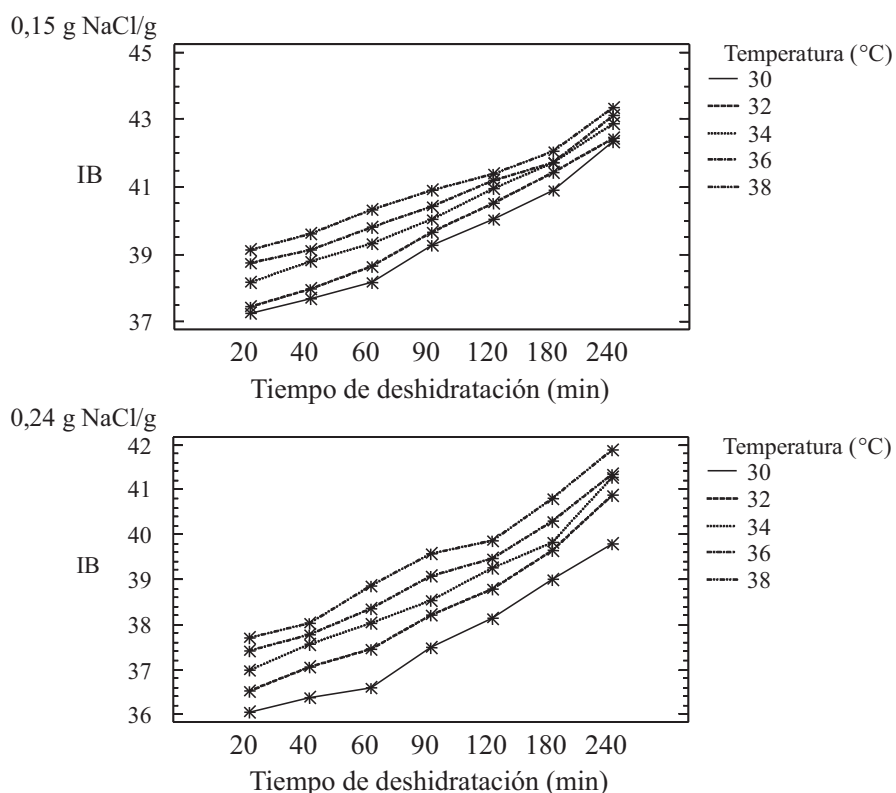 0,15 g NaCl/g
45
43
41
39
37
IB
20 40 60 90 120 180 240
Tiempo de deshidratación (min)
Temperatura (°C)
30
32
34
36
38
0,24 g NaCl/g
42
41
40
39
38
37
36
IB
20 40 60 90 120 180 240
Tiempo de deshidratación (min)
Temperatura (°C)
30
32
34
36
38